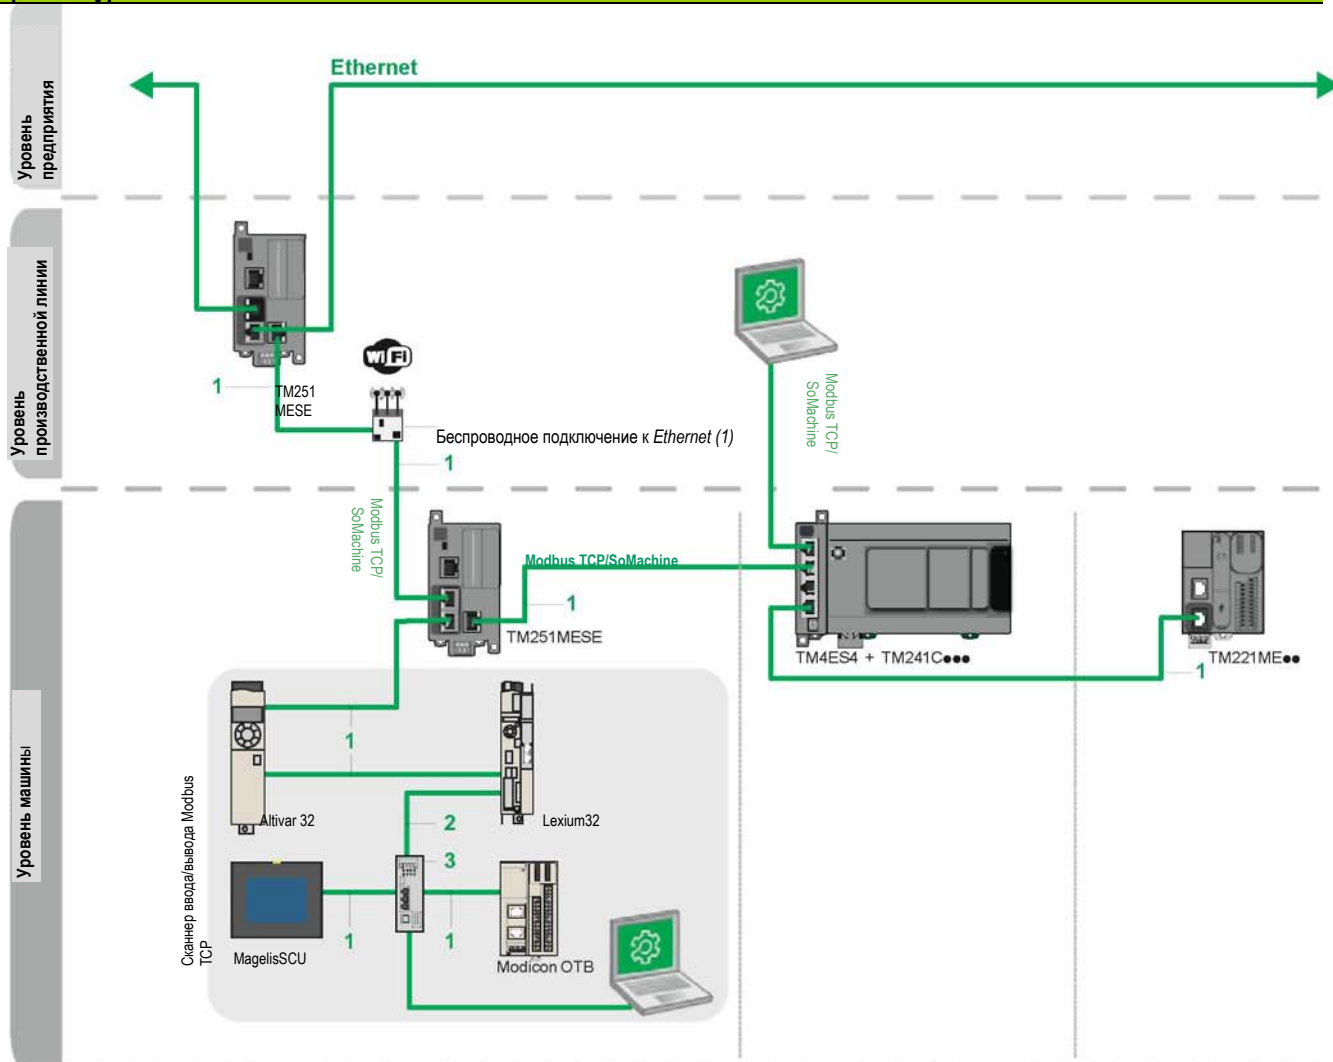 Ethernet
Уровень
предприятия
Уровень
производственной линии
WiFi
1
TM251
MESE
Беспроводное подключение к Ethernet (1)
1
Modbus TCP/
SoMachine
Modbus TCP/
SoMachine
Modbus TCP/SoMachine
1
TM251MESE
TM4ES4 + TM241C●●●
TM221ME●●
1
Уровень машины
Сканнер ввода/вывода Modbus
TCP
1
Altivar 32
2
Lexium32
3
1
1
MagelisSCU
Modicon OTB